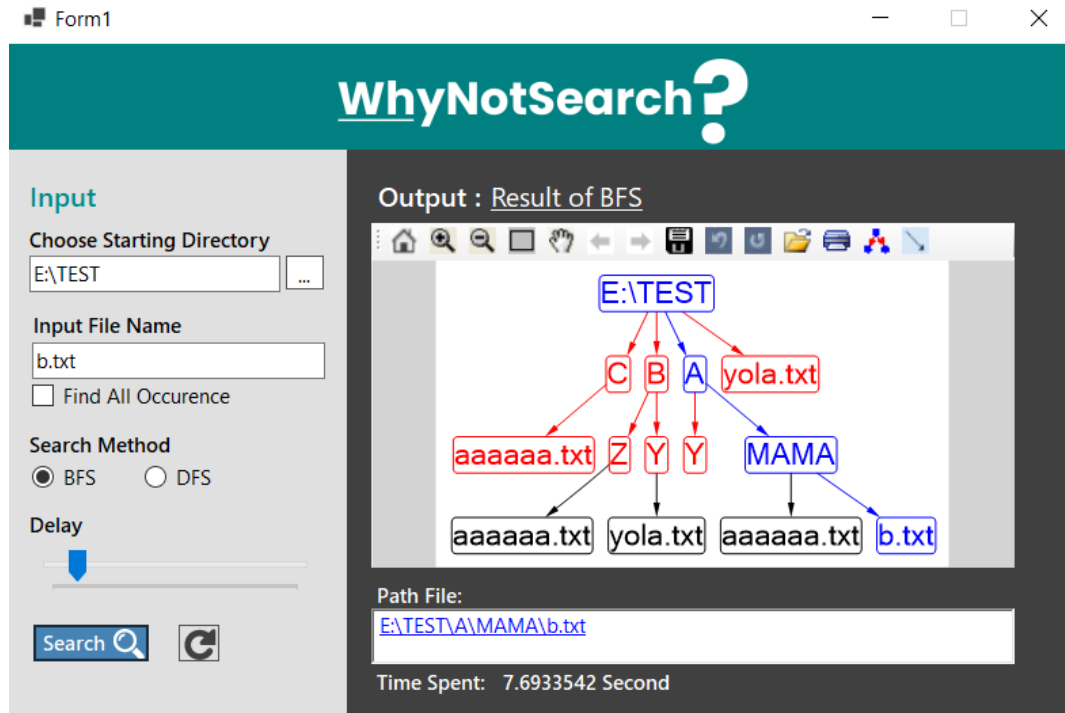 Form1
WhyNotSearch?
Input
Choose Starting Directory
E:\TEST
...
Input File Name
b.txt
Find All Occurence
Search Method
BFS DFS
Delay
Search
Output : Result of BFS
E:\TEST
C B A yola.txt
aaaaaa.txt Z Y Y MAMA
aaaaaa.txt yola.txt aaaaaa.txt b.txt
Path File:
E:\TEST\A\MAMA\b.txt
Time Spent: 7.6933542 Second